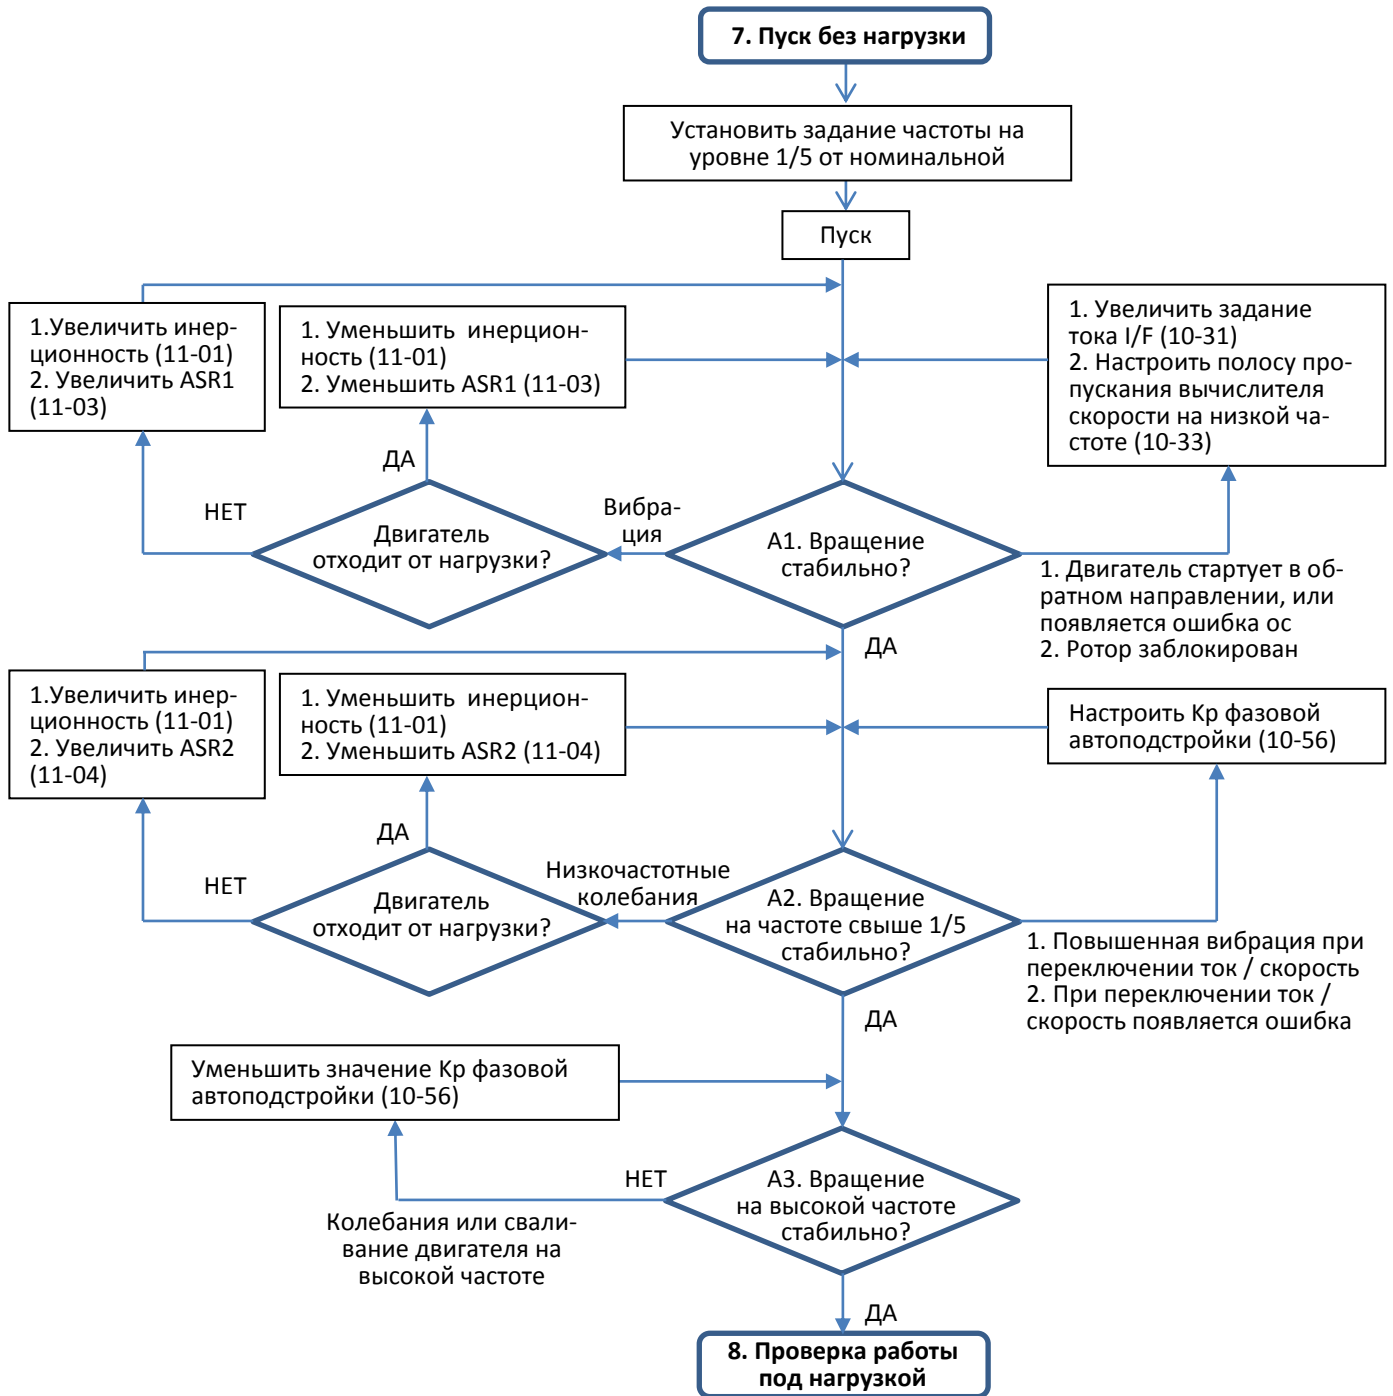 7. Пуск без нагрузки
Установить задание частоты на
уровне 1/5 от номинальной
Пуск
1.Увеличить инер-
ционность (11-01)
2. Увеличить ASR1
(11-03)
1. Уменьшить инерцион-
ность (11-01)
2. Уменьшить ASR1 (11-03)
1. Увеличить задание
тока I/F (10-31)
2. Настроить полосу про-
пускания вычислителя
скорости на низкой ча-
стоте (10-33)
ДА
НЕТ
Двигатель
отходит от нагрузки?
Вибра-
ция
А1. Вращение
стабильно?
1. Двигатель стартует в об-
ратном направлении, или
появляется ошибка ос
2. Ротор заблокирован
ДА
1.Увеличить инер-
ционность (11-01)
2. Увеличить ASR2
(11-04)
1. Уменьшить инерцион-
ность (11-01)
2. Уменьшить ASR2 (11-04)
Настроить Кр фазовой
автоподстройки (10-56)
ДА
НЕТ
Двигатель
отходит от нагрузки?
Низкочастотные
колебания
А2. Вращение
на частоте свыше 1/5
стабильно?
1. Повышенная вибрация при
переключении ток / скорость
2. При переключении ток /
скорость появляется ошибка
ДА
Уменьшить значение Кр фазовой
автоподстройки (10-56)
НЕТ
А3. Вращение
на высокой частоте
стабильно?
Колебания или свали-
вание двигателя на
высокой частоте
ДА
8. Проверка работы
под нагрузкой